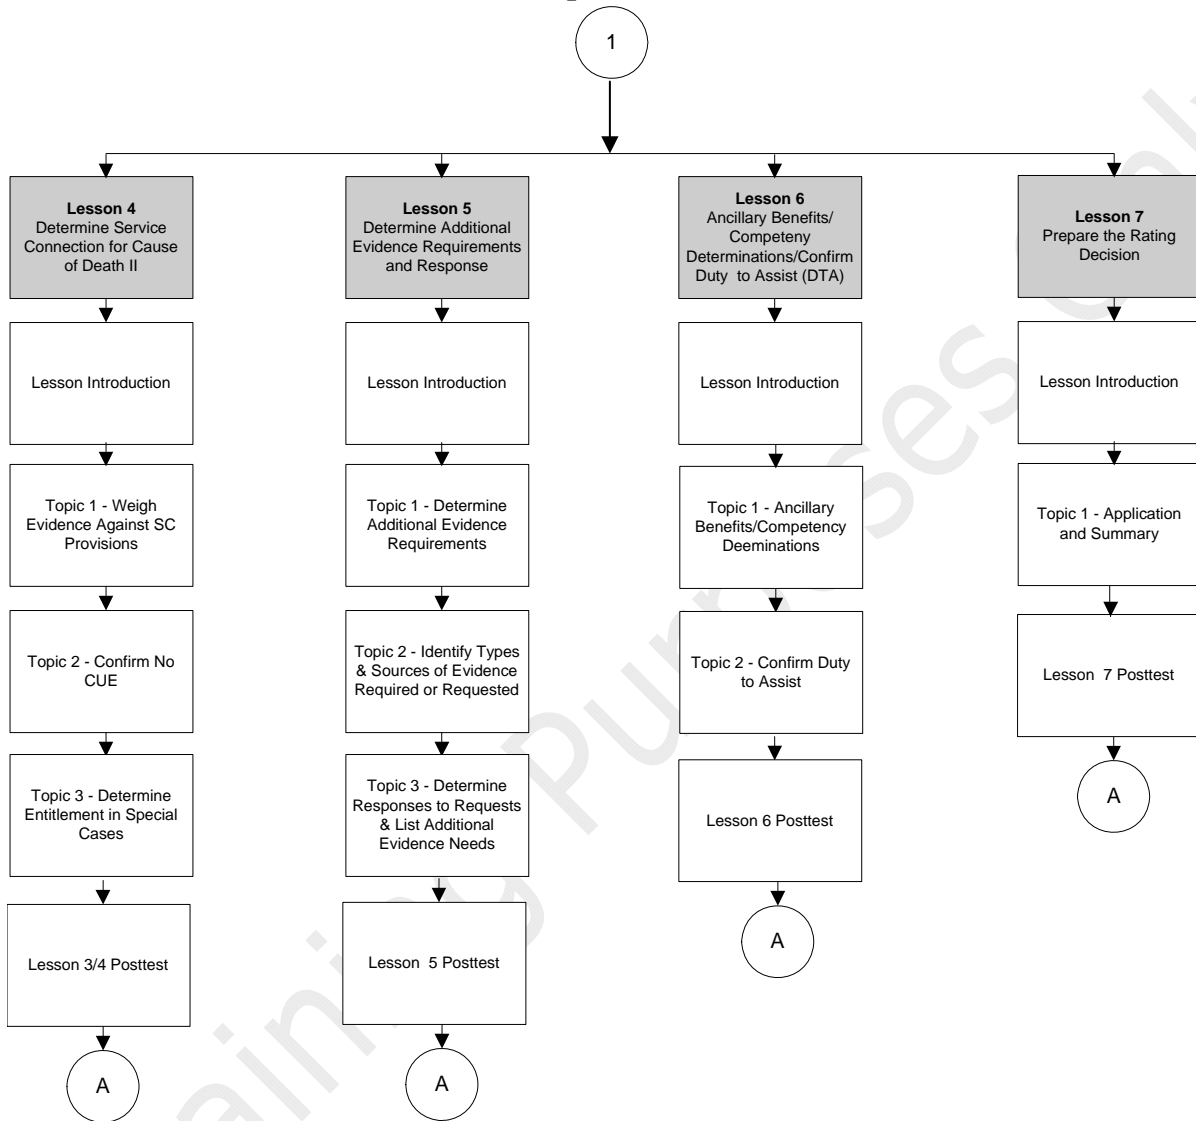 1
Lesson 4
Determine Service
Connection for Cause
of Death II
Lesson Introduction
Topic 1 - Weigh
Evidence Against SC
Provisions
Topic 2 - Confirm No
CUE
Topic 3 - Determine
Entitlement in Special
Cases
Lesson 3/4 Posttest
A
Lesson 5
Determine Additional
Evidence Requirements
and Response
Lesson Introduction
Topic 1 - Determine
Additional Evidence
Requirements
Topic 2 - Identify Types
& Sources of Evidence
Required or Requested
Topic 3 - Determine
Responses to Requests
& List Additional
Evidence Needs
Lesson  5 Posttest
A
Lesson 6
Ancillary Benefits/
Competeny
Determinations/Confirm
Duty  to Assist (DTA)
Lesson Introduction
Topic 1 - Ancillary
Benefits/Competency
Deeminations
Topic 2 - Confirm Duty
to Assist
Lesson 6 Posttest
A
Lesson 7
Prepare the Rating
Decision
Lesson Introduction
Topic 1 - Application
and Summary
Lesson  7 Posttest
A
Purposes